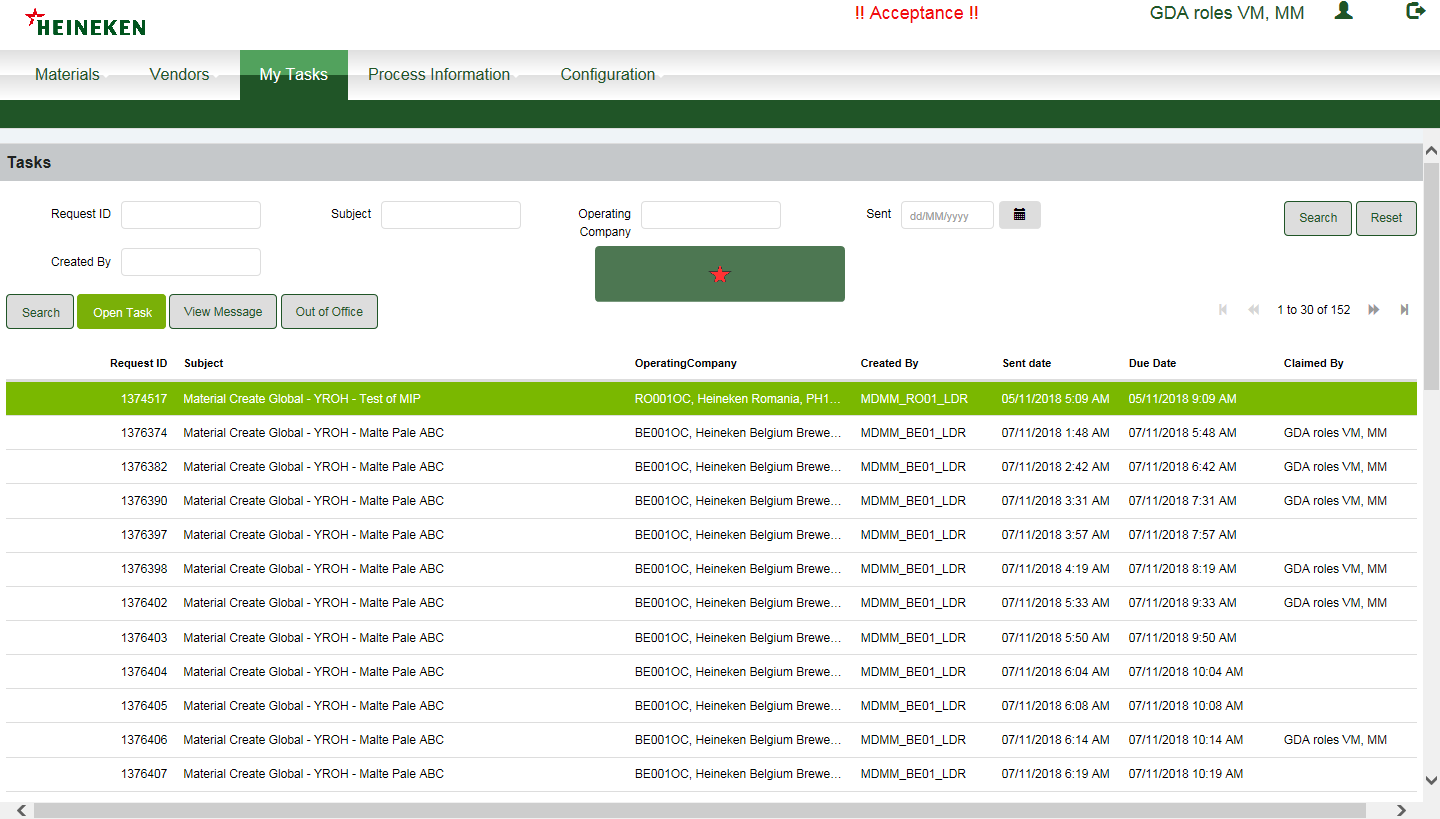 HEINEKEN !! Acceptance !! GDA roles VM, MM
Materials Vendors My Tasks Process Information Configuration
Tasks
Request ID Subject Operating Company Sent dd/MM/yyyy Search Reset
Created By
Search Open Task View Message Out of Office 1 to 30 of 152
Request ID Subject OperatingCompany Created By Sent date Due Date Claimed By
1374517 Material Create Global - YROH - Test of MIP RO001OC, Heineken Romania, PH1... MDMM_RO01_LDR 05/11/2018 5:09 AM 05/11/2018 9:09 AM
1376374 Material Create Global - YROH - Malte Pale ABC BE001OC, Heineken Belgium Brewe... MDMM_BE01_LDR 07/11/2018 1:48 AM 07/11/2018 5:48 AM GDA roles VM, MM
1376382 Material Create Global - YROH - Malte Pale ABC BE001OC, Heineken Belgium Brewe... MDMM_BE01_LDR 07/11/2018 2:42 AM 07/11/2018 6:42 AM GDA roles VM, MM
1376390 Material Create Global - YROH - Malte Pale ABC BE001OC, Heineken Belgium Brewe... MDMM_BE01_LDR 07/11/2018 3:31 AM 07/11/2018 7:31 AM GDA roles VM, MM
1376397 Material Create Global - YROH - Malte Pale ABC BE001OC, Heineken Belgium Brewe... MDMM_BE01_LDR 07/11/2018 3:57 AM 07/11/2018 7:57 AM
1376398 Material Create Global - YROH - Malte Pale ABC BE001OC, Heineken Belgium Brewe... MDMM_BE01_LDR 07/11/2018 4:19 AM 07/11/2018 8:19 AM GDA roles VM, MM
1376402 Material Create Global - YROH - Malte Pale ABC BE001OC, Heineken Belgium Brewe... MDMM_BE01_LDR 07/11/2018 5:33 AM 07/11/2018 9:33 AM GDA roles VM, MM
1376403 Material Create Global - YROH - Malte Pale ABC BE001OC, Heineken Belgium Brewe... MDMM_BE01_LDR 07/11/2018 5:50 AM 07/11/2018 9:50 AM
1376404 Material Create Global - YROH - Malte Pale ABC BE001OC, Heineken Belgium Brewe... MDMM_BE01_LDR 07/11/2018 6:04 AM 07/11/2018 10:04 AM
1376405 Material Create Global - YROH - Malte Pale ABC BE001OC, Heineken Belgium Brewe... MDMM_BE01_LDR 07/11/2018 6:08 AM 07/11/2018 10:08 AM
1376406 Material Create Global - YROH - Malte Pale ABC BE001OC, Heineken Belgium Brewe... MDMM_BE01_LDR 07/11/2018 6:14 AM 07/11/2018 10:14 AM GDA roles VM, MM
1376407 Material Create Global - YROH - Malte Pale ABC BE001OC, Heineken Belgium Brewe... MDMM_BE01_LDR 07/11/2018 6:19 AM 07/11/2018 10:19 AM